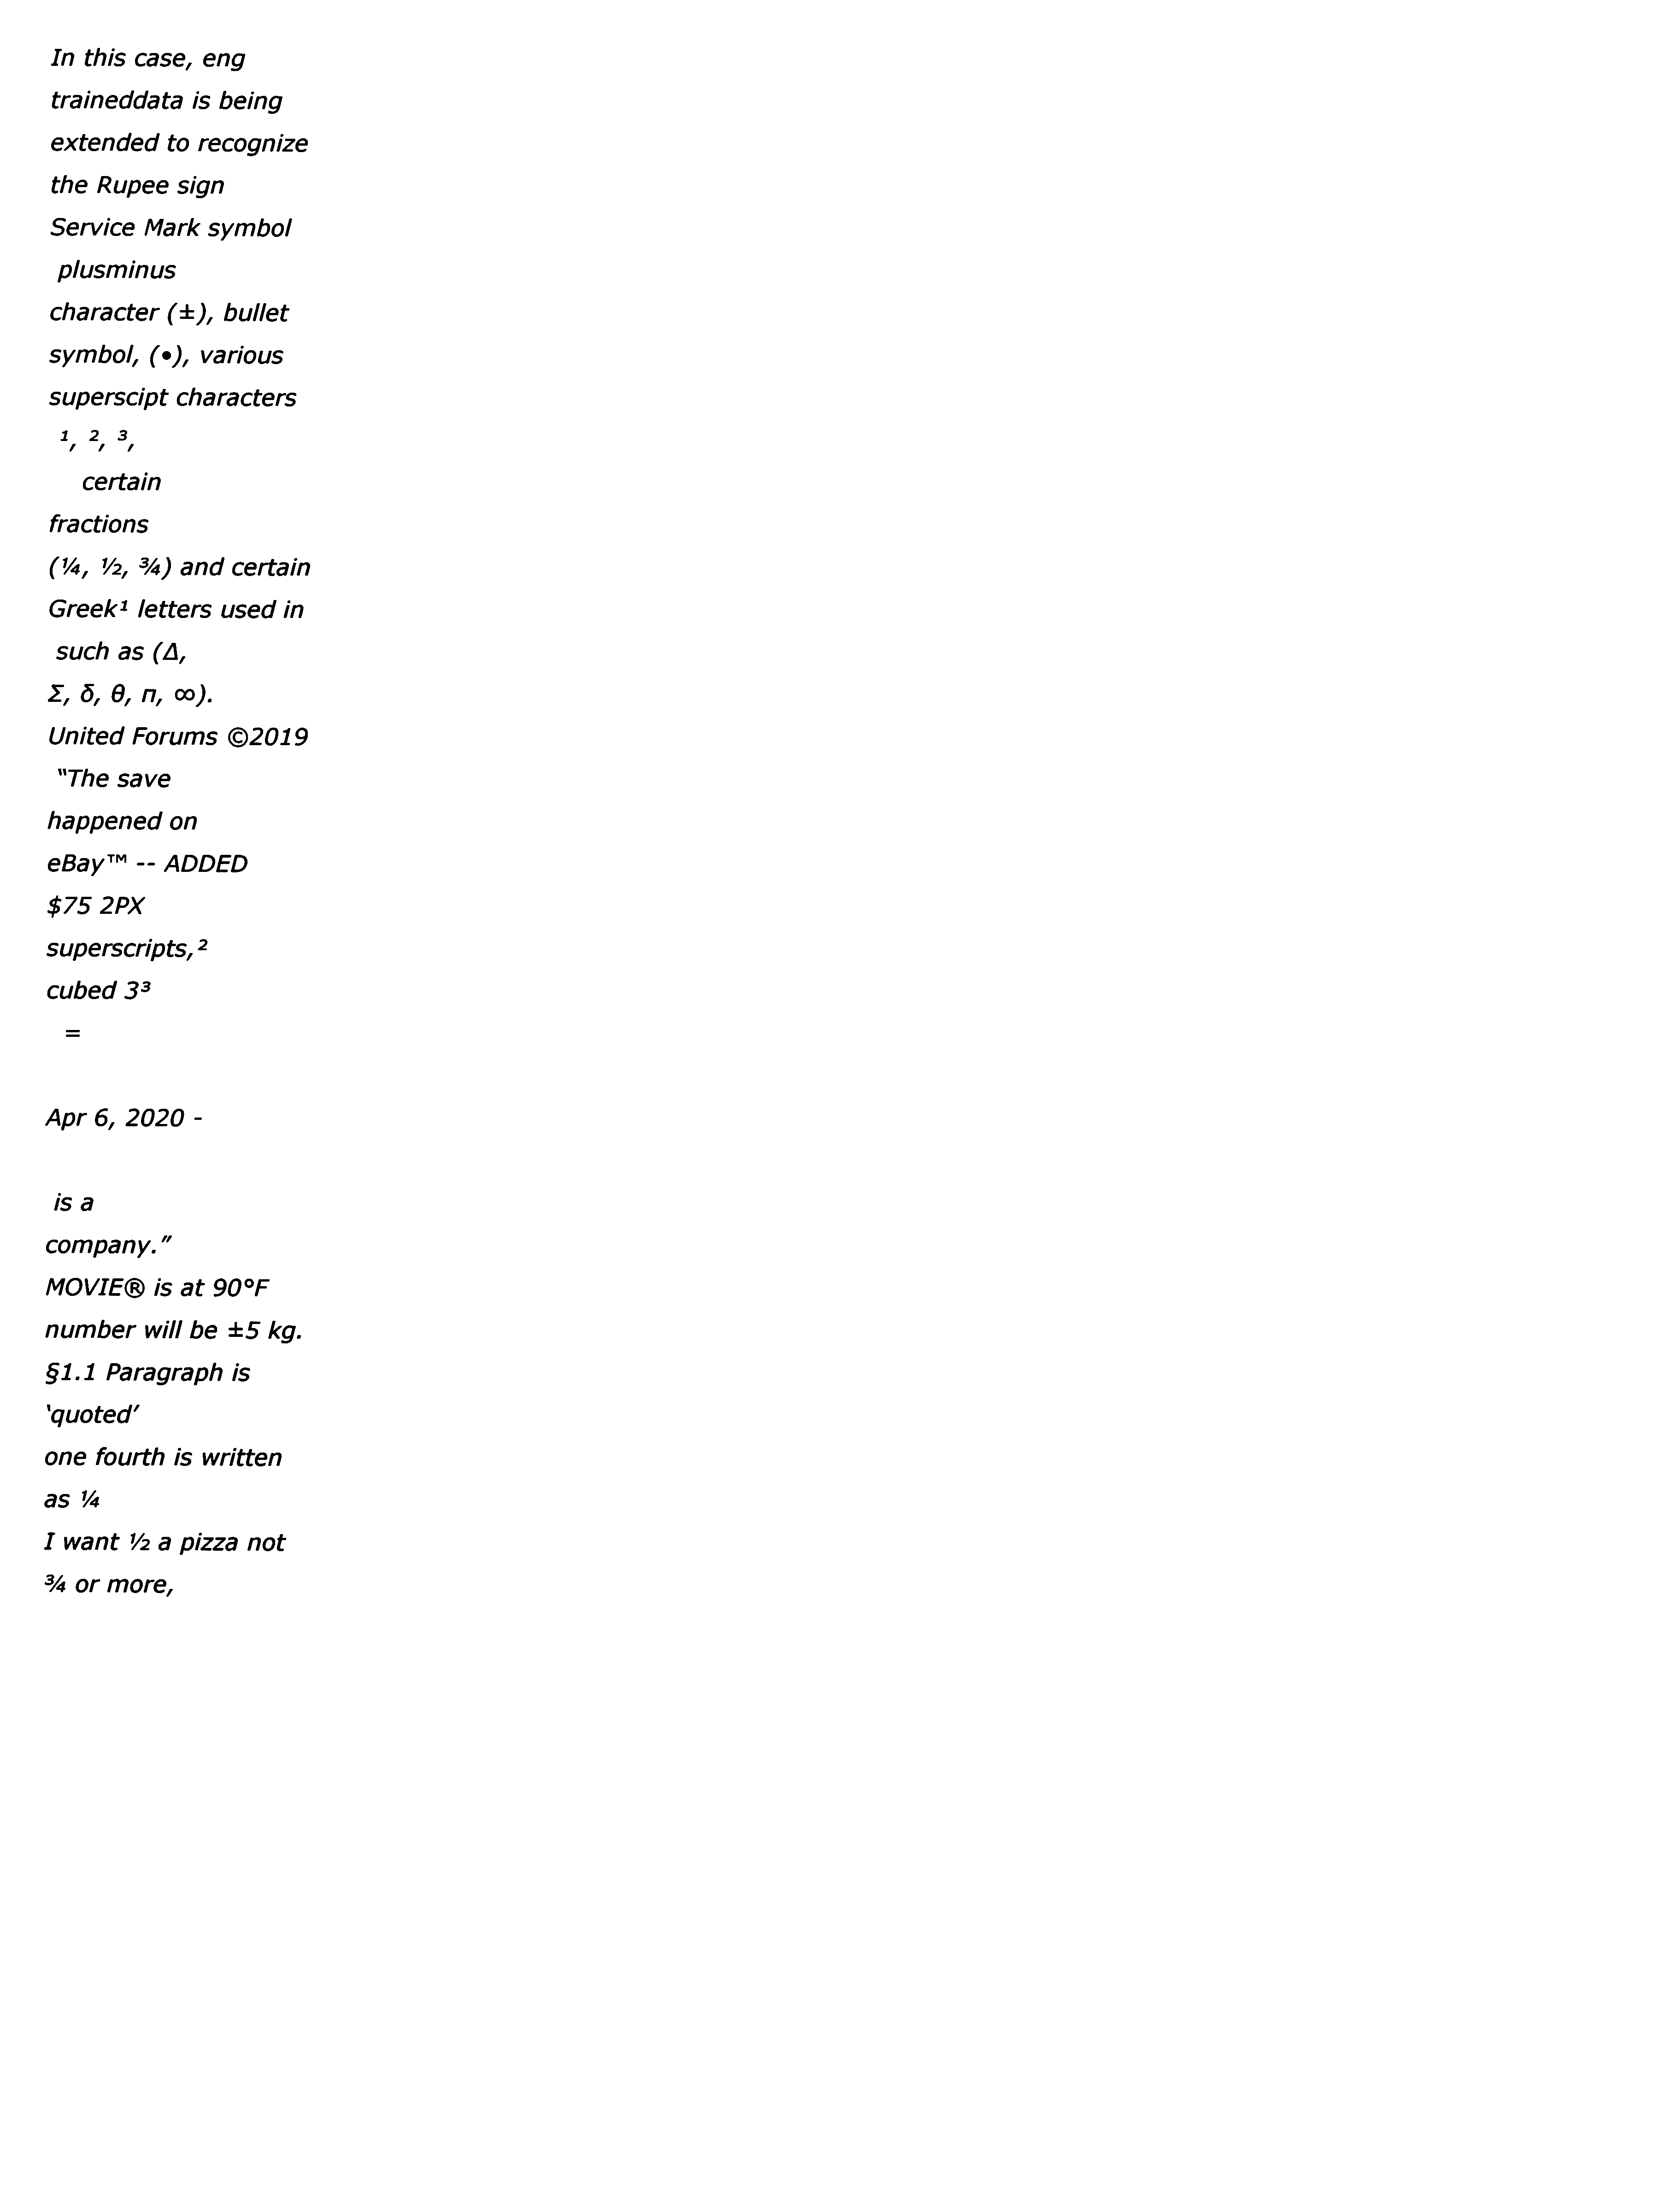 In this case, eng
traineddata is being
extended to recognize
the Rupee sign
Service Mark symbol
plusminus
character (±), bullet
symbol, (•), various
superscipt characters
¹, ², ³,
certain
fractions
(¼, ½, ¾) and certain
Greek¹ letters used in
such as (Δ,
Σ, δ, θ, π, ∞).
United Forums ©2019
“The save
happened on
eBay™ -- ADDED
$75 2PX
superscripts,²
cubed 3³
=
Apr 6, 2020 -
is a
company.”
MOVIE® is at 90°F
number will be ±5 kg.
§1.1 Paragraph is
‘quoted’
one fourth is written
as ¼
I want ½ a pizza not
¾ or more,